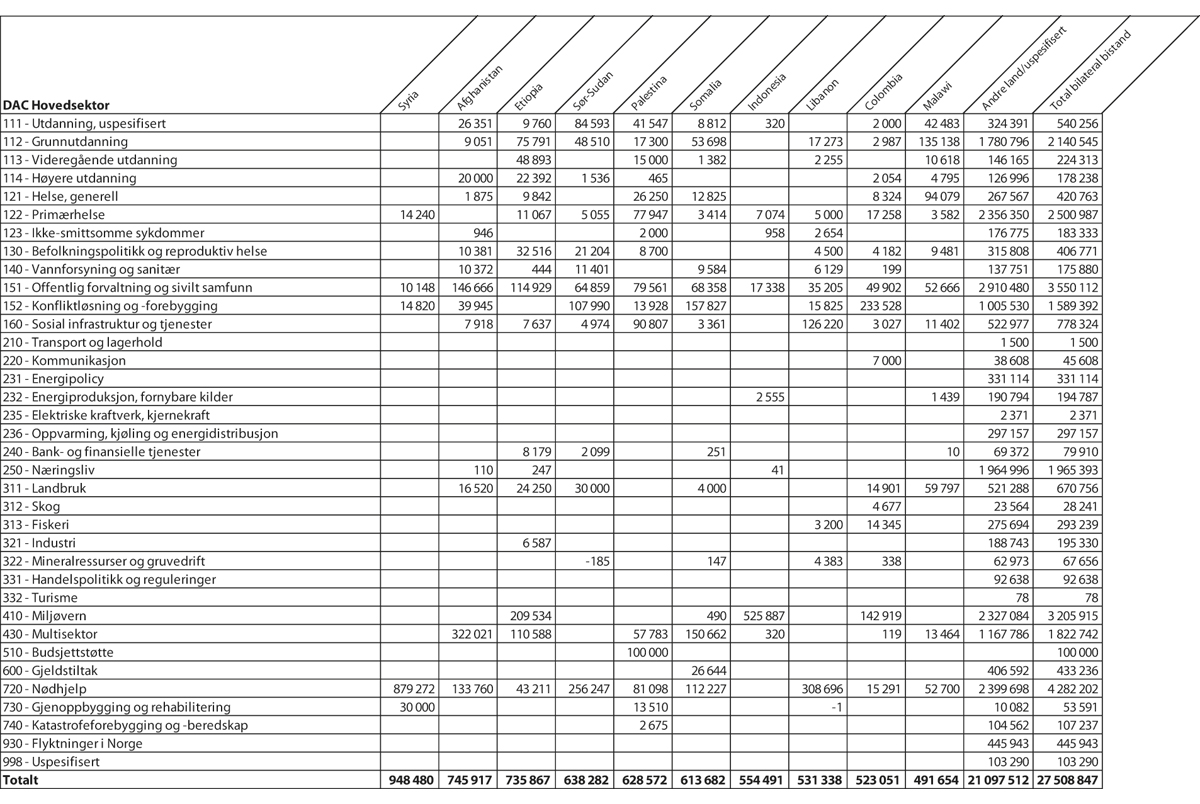 DAC Hovedsektor Syria Afghanistan Etiopia Sør-Sudan Palestina Somalia Indonesia Libanon Colombia Malawi Andre land/uspesifisert Total bilateral bistand
111 - Utdanning, uspesifisert 26 351 9 760 84 593 41 547 8 812 320 2 000 42 483 324 391 540 256
112 - Grunnutdanning 9 051 75 791 48 510 17 300 53 698 17 273 2 987 135 138 1 780 796 2 140 545
113 - Videregående utdanning 48 893 15 000 1 382 2 255 10 618 146 165 224 313
114 - Høyere utdanning 20 000 22 392 1 536 465 2 054 4 795 126 996 178 238
121 - Helse, generell 1 875 9 842 26 250 12 825 8 324 94 079 267 567 420 763
122 - Primærhelse 14 240 11 067 5 055 77 947 3 414 7 074 5 000 17 258 3 582 2 356 350 2 500 987
123 - Ikke-smittsomme sykdommer 946 2 000 958 2 654 176 775 183 333
130 - Befolkningspolitikk og reproduktiv helse 10 381 32 516 21 204 8 700 4 500 4 182 9 481 315 808 406 771
140 - Vannforsyning og sanitær 10 372 444 11 401 9 584 6 129 199 137 751 175 880
151 - Offentlig forvaltning og sivilt samfunn 10 148 146 666 114 929 64 859 79 561 68 358 17 338 35 205 49 902 52 666 2 910 480 3 550 112
152 - Konfliktløsning og -forebygging 14 820 39 945 107 990 13 928 157 827 15 825 233 528 1 005 530 1 589 392
160 - Sosial infrastruktur og tjenester 7 918 7 637 4 974 90 807 3 361 126 220 3 027 11 402 522 977 778 324
210 - Transport og lagerhold 1 500 1 500
220 - Kommunikasjon 7 000 38 608 45 608
231 - Energipolicy 331 114 331 114
232 - Energiproduksjon, fornybare kilder 2 555 1 439 190 794 194 787
235 - Elektriske kraftverk, kjernekraft 2 371 2 371
236 - Oppvarming, kjøling og energidistribusjon 297 157 297 157
240 - Bank- og finansielle tjenester 8 179 2 099 251 10 69 372 79 910
250 - Næringsliv 110 247 41 1 964 996 1 965 393
311 - Landbruk 16 520 24 250 30 000 4 000 14 901 59 797 521 288 670 756
312 - Skog 4 677 23 564 28 241
313 - Fiskeri 3 200 14 345 275 694 293 239
321 - Industri 6 587 188 743 195 330
322 - Mineralressurser og gruvedrift -185 147 4 383 338 62 973 67 656
331 - Handelspolitikk og reguleringer 92 638 92 638
332 - Turisme 78 78
410 - Miljøvern 209 534 490 525 887 142 919 2 327 084 3 205 915
430 - Multisektor 322 021 110 588 57 783 150 662 320 119 13 464 1 167 786 1 822 742
510 - Budsjettstøtte 100 000 100 000
600 - Gjeldstiltak 26 644 406 592 433 236
720 - Nødhjelp 879 272 133 760 43 211 256 247 81 098 112 227 308 696 15 291 52 700 2 399 698 4 282 202
730 - Gjenoppbygging og rehabilitering 30 000 13 510 -1 10 082 53 591
740 - Katastrofeforebygging og -beredskap 2 675 104 562 107 237
930 - Flyktninger i Norge 445 943 445 943
998 - Uspesifisert 103 290 103 290
Totalt 948 480 745 917 735 867 638 282 628 572 613 682 554 491 531 338 523 051 491 654 21 097 512 27 508 847